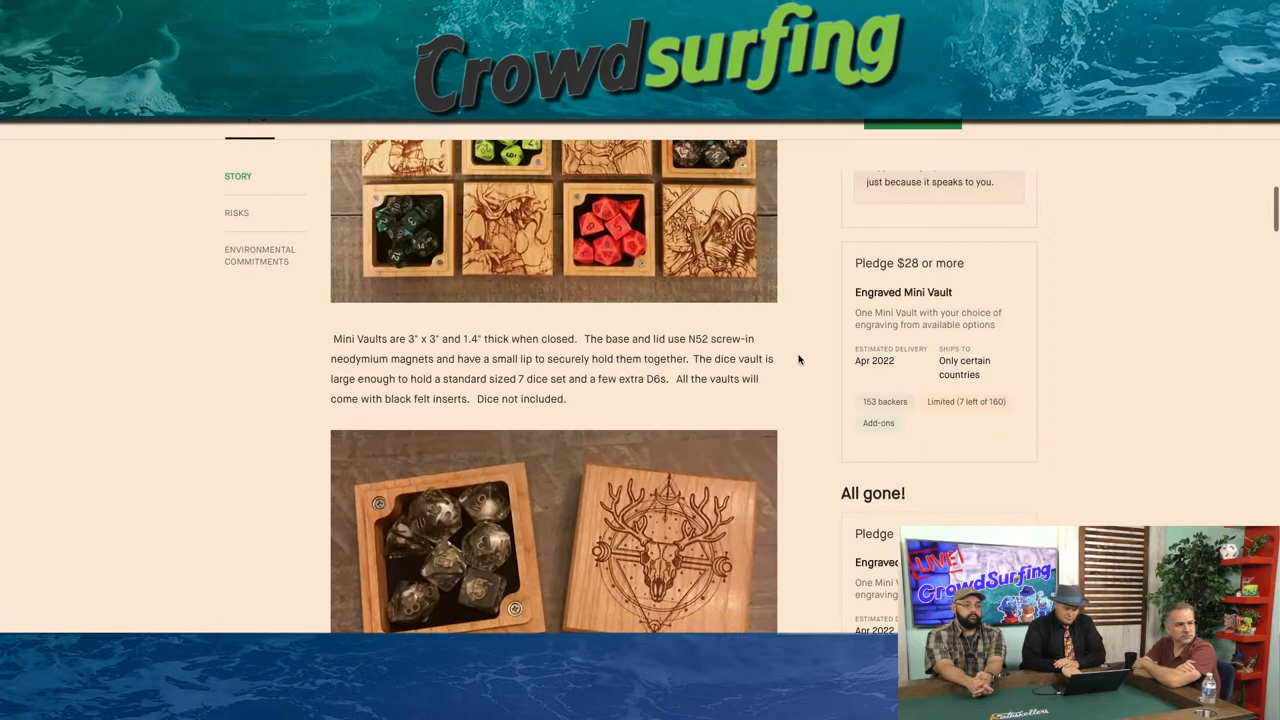 Crowdsurfing
STORY
RISKS
ENVIRONMENTAL
COMMITMENTS
Mini Vaults are 3" x 3" and 1.4" thick when closed. The base and lid use N52 screw-in
neodymium magnets and have a small lip to securely hold them together. The dice vault is
large enough to hold a standard sized 7 dice set and a few extra D6s. All the vaults will
come with black felt inserts. Dice not included.
just because it speaks to you.
Pledge $28 or more
Engraved Mini Vault
One Mini Vault with your choice of
engraving from available options
ESTIMATED DELIVERY SHIPS TO
Apr 2022 Only certain
countries
153 backers Limited (7 left of 160)
Add-ons
All gone!
Pledge
Engraved
One Mini V
engraving
ESTIMATED D
Apr 2022
LIVE!
CrowdSurfing